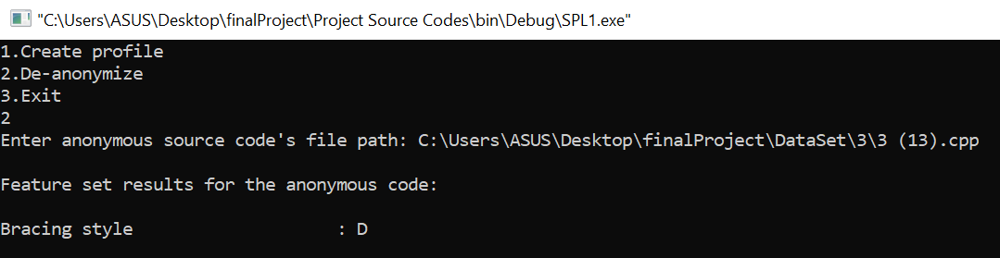 "C:\Users\ASUS\Desktop\finalProject\Project Source Codes\bin\Debug\SPL1.exe"
1.Create profile
2.De-anonymize
3.Exit
2
Enter anonymous source code's file path: C:\Users\ASUS\Desktop\finalProject\DataSet\3\3 (13).cpp
Feature set results for the anonymous code:
Bracing style                      : D